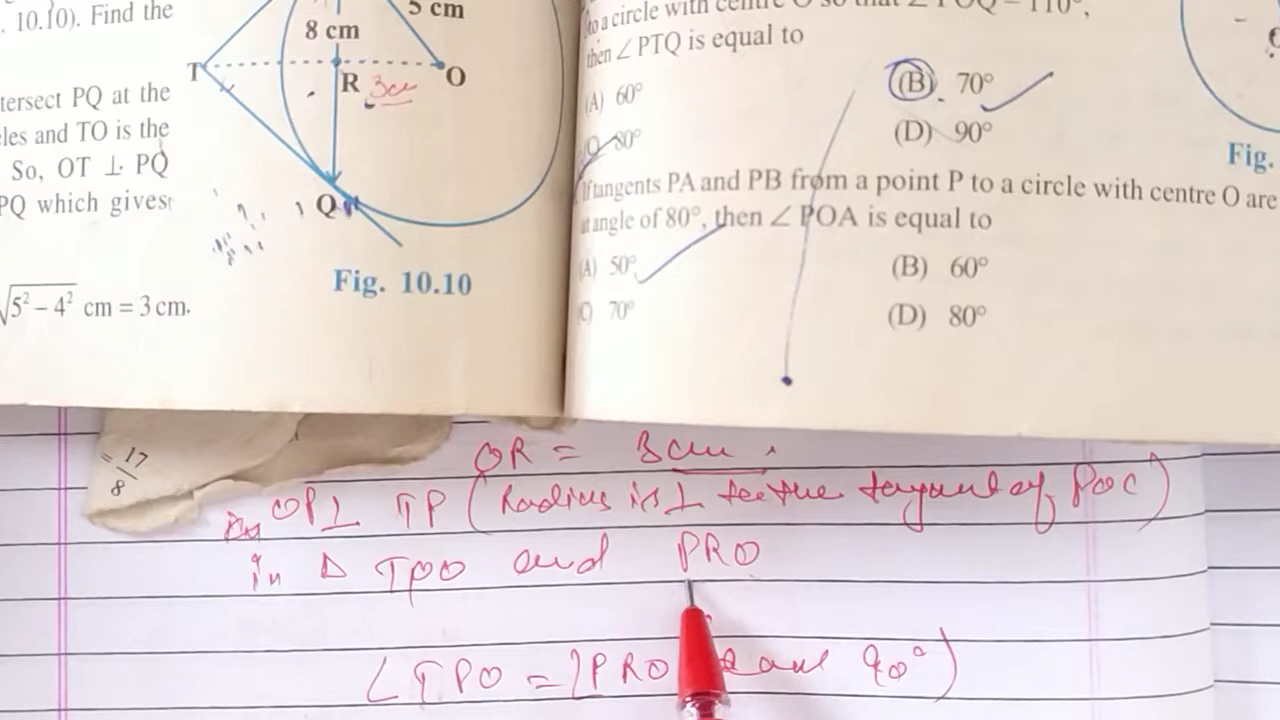 10.10). Find the
5 cm
8 cm
T
R 3cm
O
tersect PQ at the
les and TO is the
So, OT ⊥ PQ
PQ which gives
Q
Fig. 10.10
√5² – 4² cm = 3 cm.
to a circle with centre O so that ∠ POQ = 110°,
then ∠ PTQ is equal to
(A) 60°
(B) 70°
(C) 80°
(D) 90°
Fig.
If tangents PA and PB from a point P to a circle with centre O are
at angle of 80°, then ∠ POA is equal to
(A) 50°
(B) 60°
(C) 70°
(D) 80°
= 17/8
OR = 3cm.
OP⊥ TP (Radius is ⊥ to the tangent of POC)
in Δ TPO and PRO
∠TPO = ∠PRO 90°)